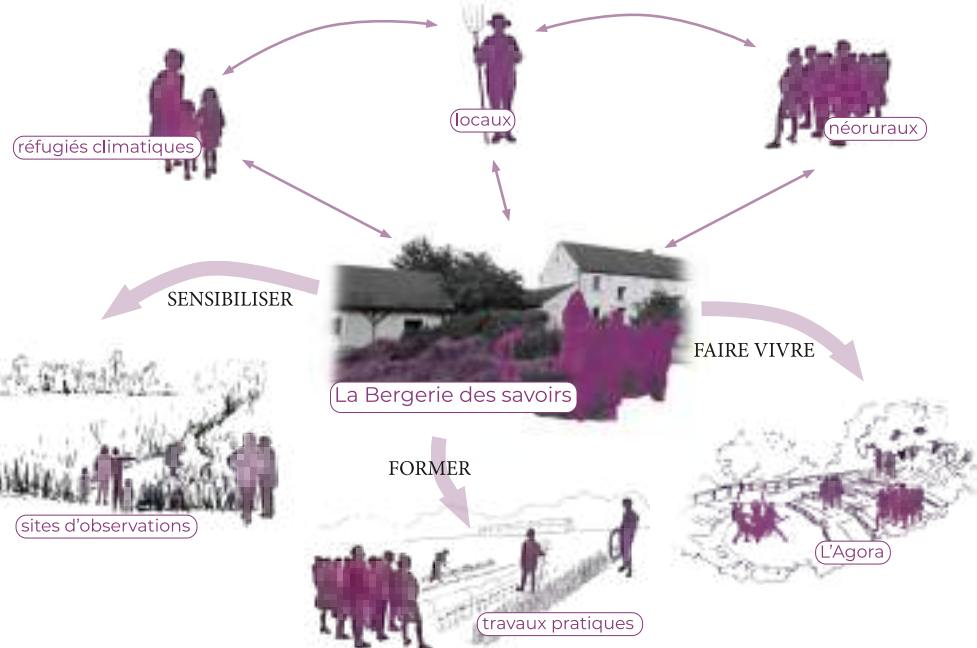 locaux
néoruraux
réfugiés climatiques
SENSIBILISER
FAIRE VIVRE
La Bergerie des savoirs
FORMER
sites d'observations
L'Agora
travaux pratiques